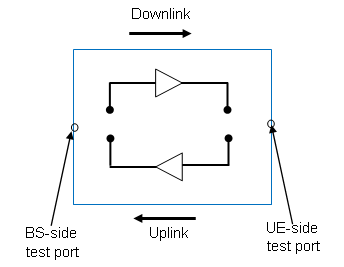 Downlink
BS-side
test port
Uplink
UE-side
test port